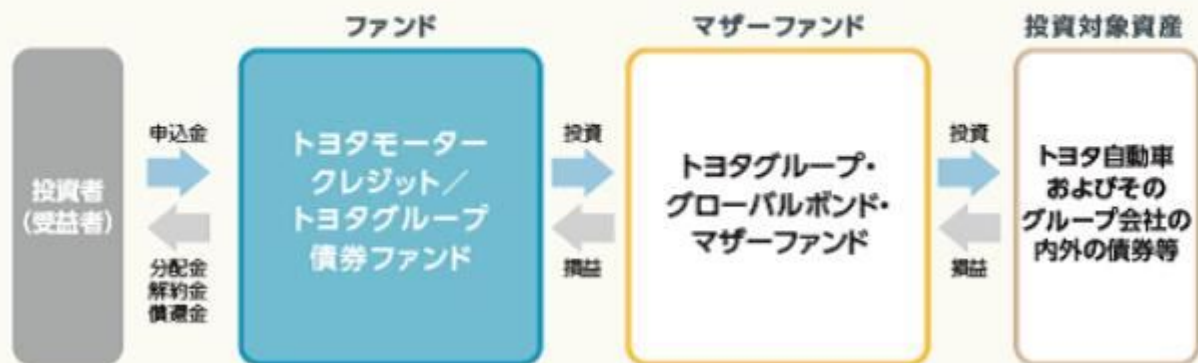 ファンド
マザーファンド
投資対象資産
投資者
(受益者)
申込金
分配金
解約金
償還金
トヨタモーター
クレジット／
トヨタグループ
債券ファンド
投資
損益
トヨタグループ・
グローバルボンド・
マザーファンド
投資
損益
トヨタ自動車
およびその
グループ会社の
内外の債券等